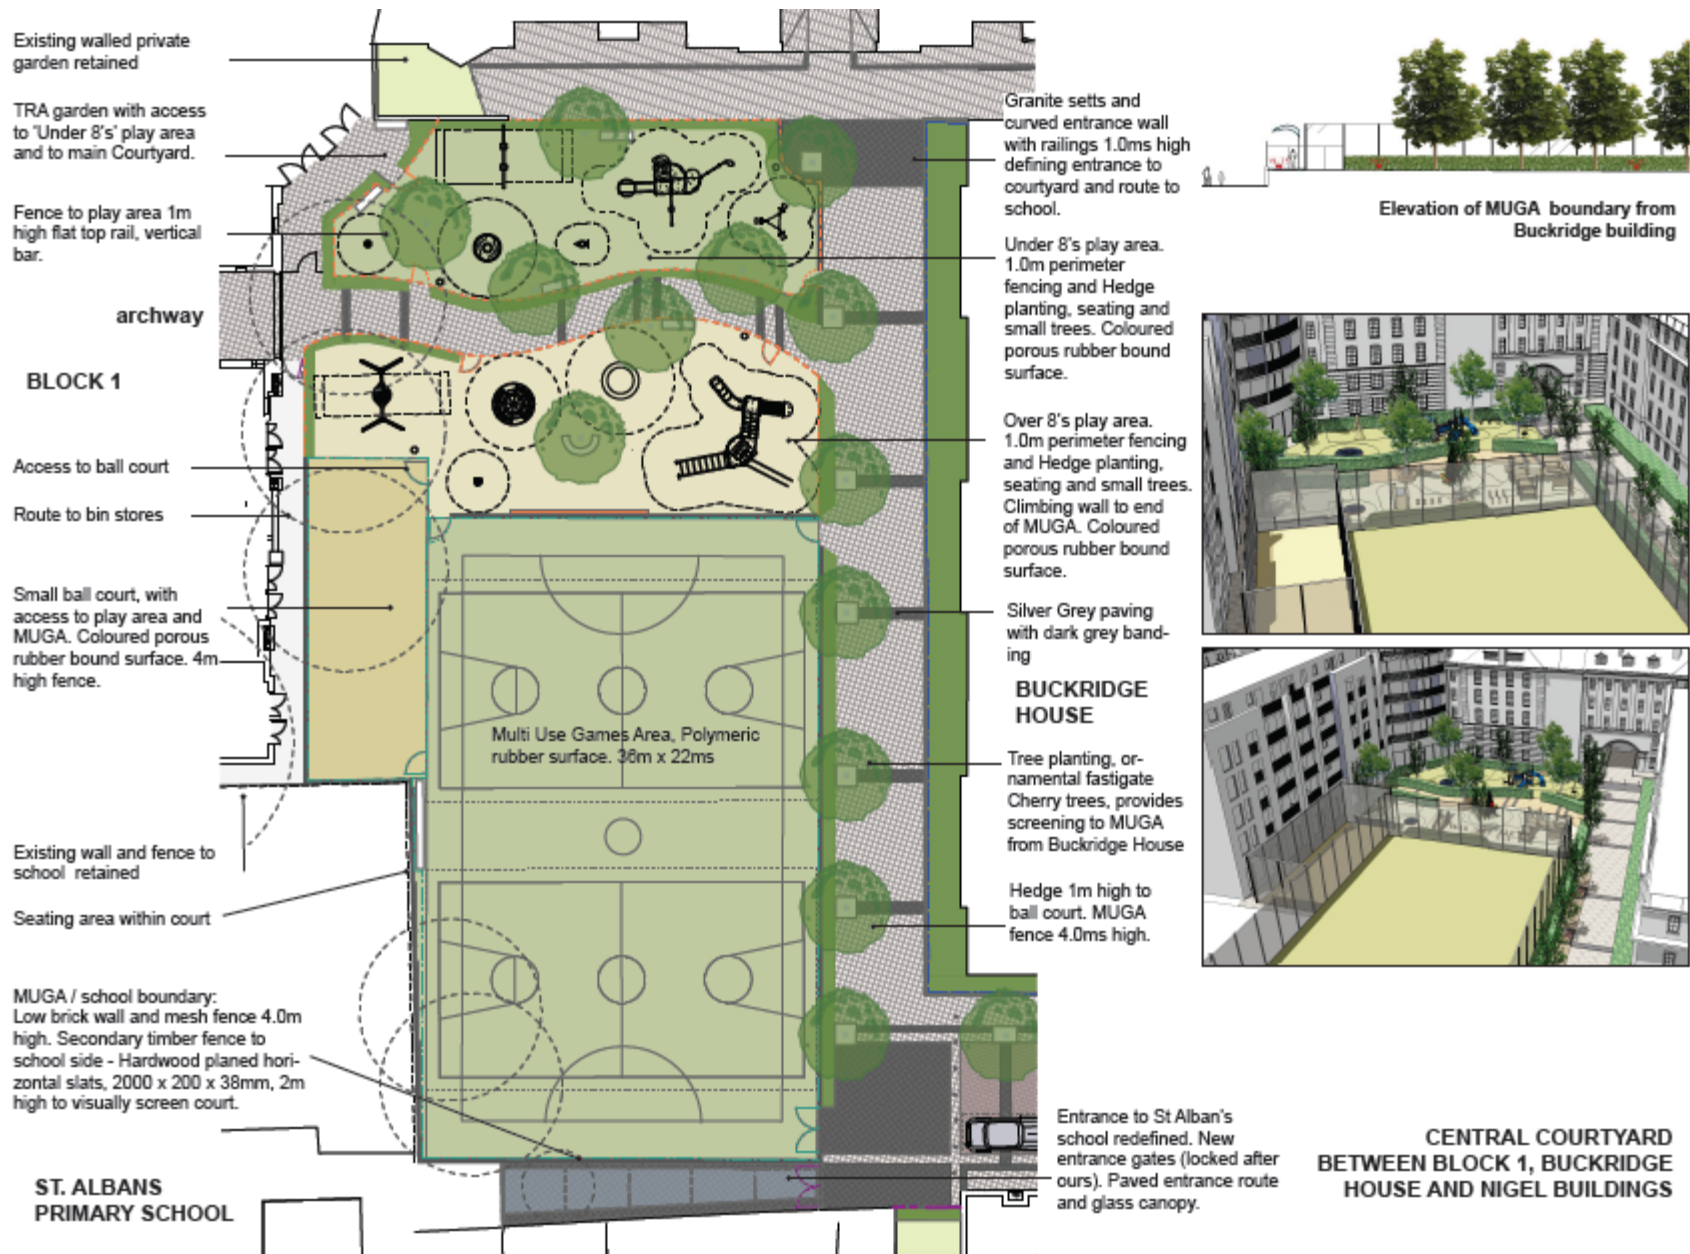 Existing walled private
garden retained
TRA garden with access
to 'Under 8's' play area
and to main Courtyard.
Fence to play area 1m
high flat top rail, vertical
bar.
archway
BLOCK 1
Access to ball court
Route to bin stores
Small ball court, with
access to play area and
MUGA. Coloured porous
rubber bound surface. 4m
high fence.
Existing wall and fence to
school retained
Seating area within court
MUGA / school boundary:
Low brick wall and mesh fence 4.0m
high. Secondary timber fence to
school side - Hardwood planed hori-
zontal slats, 2000 x 200 x 38mm, 2m
high to visually screen court.
ST. ALBANS
PRIMARY SCHOOL
Multi Use Games Area, Polymeric
rubber surface. 36m x 22ms
Granite setts and
curved entrance wall
with railings 1.0ms high
defining entrance to
courtyard and route to
school.
Under 8's play area.
1.0m perimeter
fencing and Hedge
planting, seating and
small trees. Coloured
porous rubber bound
surface.
Over 8's play area.
1.0m perimeter fencing
and Hedge planting,
seating and small trees.
Climbing wall to end
of MUGA. Coloured
porous rubber bound
surface.
Silver Grey paving
with dark grey band-
ing
BUCKRIDGE
HOUSE
Tree planting, or-
namental fastigate
Cherry trees, provides
screening to MUGA
from Buckridge House
Hedge 1m high to
ball court. MUGA
fence 4.0ms high.
Entrance to St Alban's
school redefined. New
entrance gates (locked after
ours). Paved entrance route
and glass canopy.
Elevation of MUGA boundary from
Buckridge building
CENTRAL COURTYARD
BETWEEN BLOCK 1, BUCKRIDGE
HOUSE AND NIGEL BUILDINGS